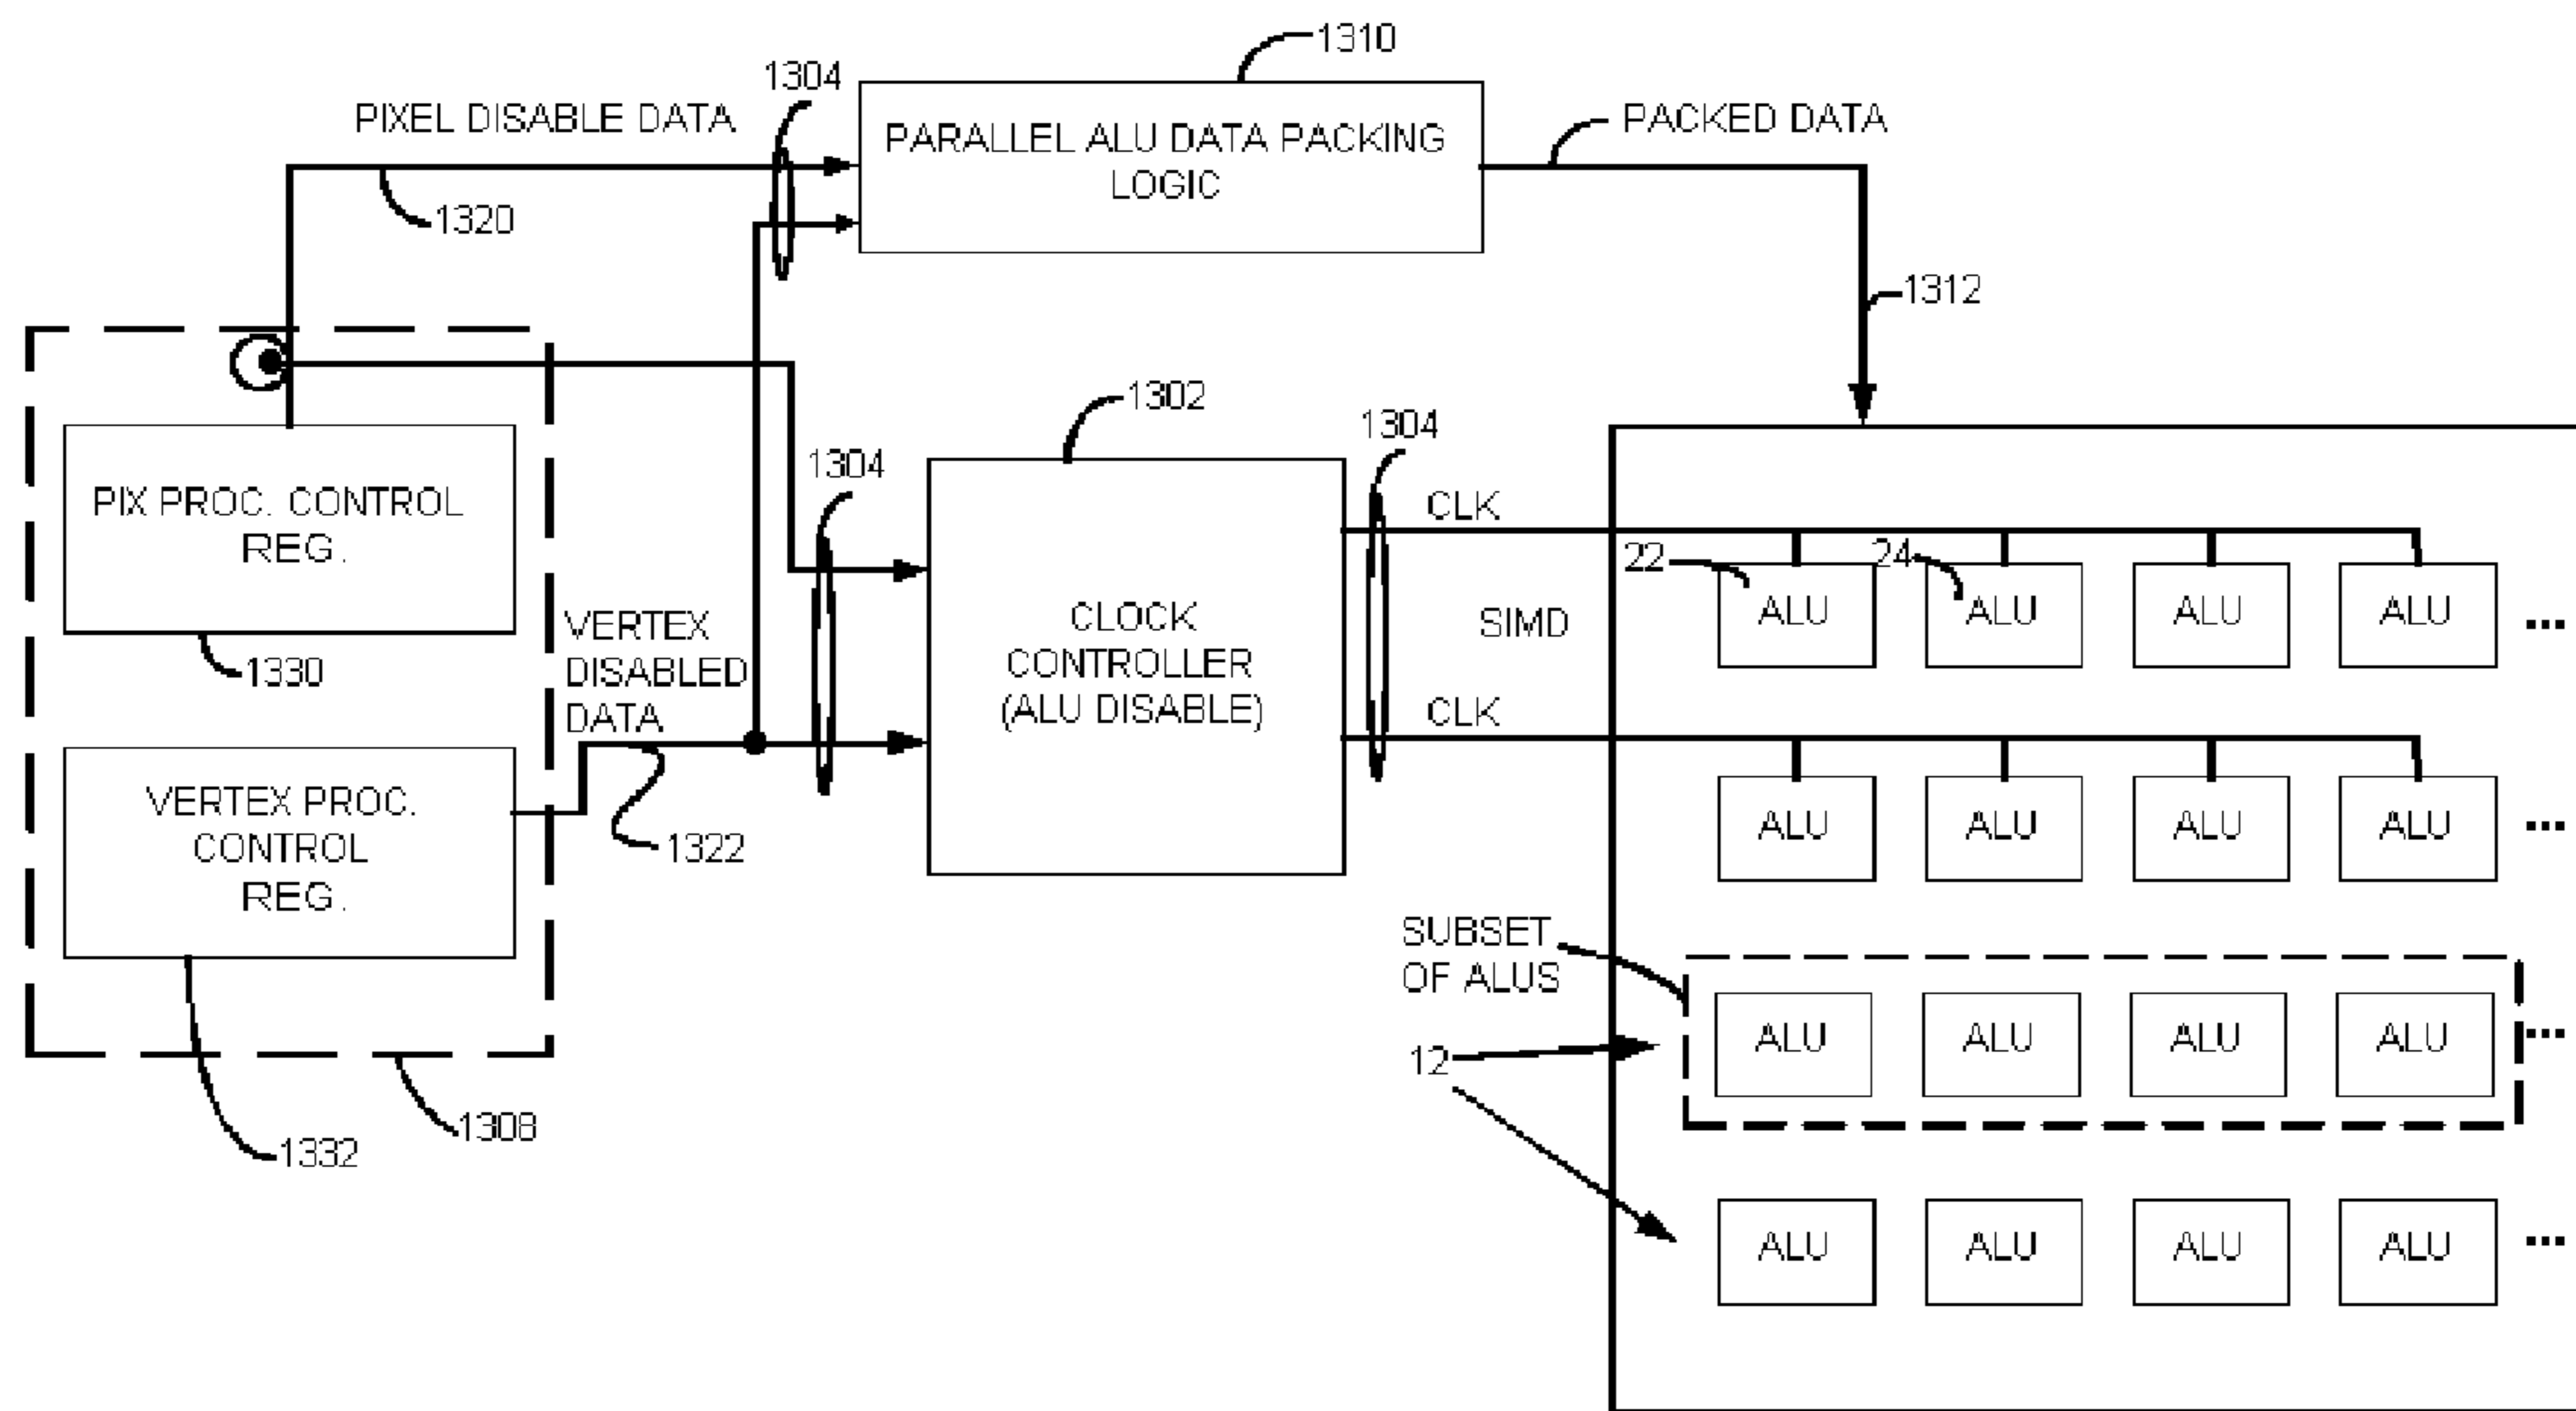 1310
1304
PIXEL DISABLE DATA
PARALLEL ALU DATA PACKING
LOGIC
PACKED DATA
1320
1312
1302
1304
1304
PIX PROC. CONTROL
REG.
CLK
22
24
ALU
ALU
ALU
ALU
...
VERTEX
DISABLED
DATA
CLOCK
CONTROLLER
(ALU DISABLE)
SIMD
1330
CLK
VERTEX PROC.
CONTROL
REG.
1322
ALU
ALU
ALU
ALU
...
SUBSET
OF ALUS
12
ALU
ALU
ALU
ALU
...
1308
1332
ALU
ALU
ALU
ALU
...